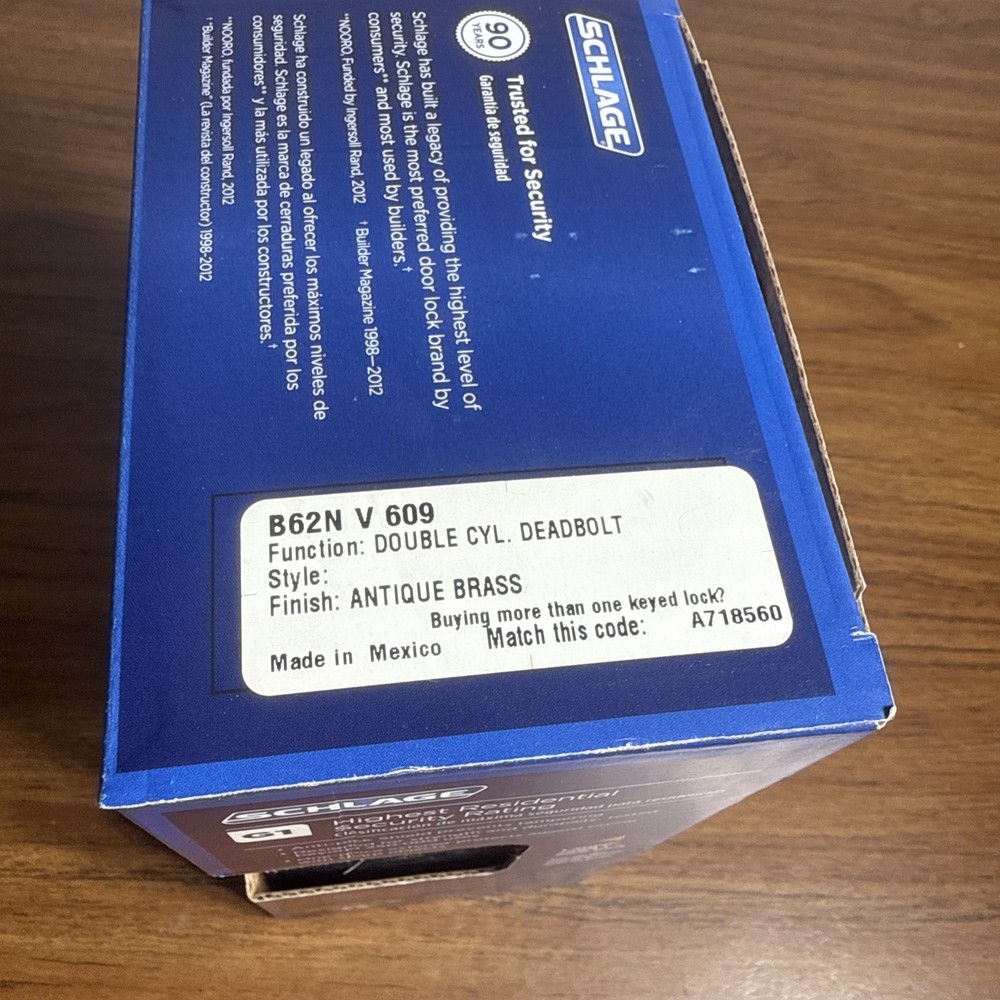 SCHLAGE
90
YEARS
Trusted for Security
Garantía de seguridad
Schlage has built a legacy of providing the highest level of
security. Schlage is the most preferred door lock brand by
consumers** and most used by builders.†
**NOORO, Funded by Ingersoll Rand, 2012 † Builder Magazine 1998–2012
Schlage ha construido un legado al ofrecer los máximos niveles de
seguridad. Schlage es la marca de cerraduras preferida por los
consumidores** y la más utilizada por los constructores.†
**NOORO, fundada por Ingersoll Rand, 2012
† "Builder Magazine" (La revista del constructor) 1998-2012
B62N V 609
Function: DOUBLE CYL. DEADBOLT
Style:
Finish: ANTIQUE BRASS
Buying more than one keyed lock?
Match this code: A718560
Made in Mexico
SCHLAGE
G1
Highest Residential
Security Rating